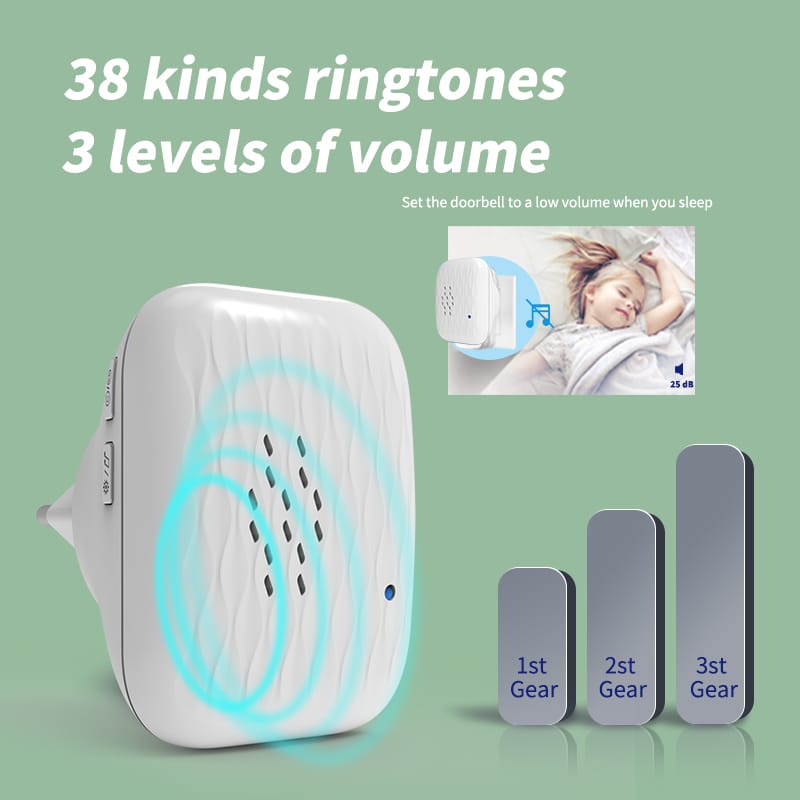 38 kinds ringtones
3 levels of volume
Set the doorbell to a low volume when you sleep
25 dB
1st
Gear
2st
Gear
3st
Gear